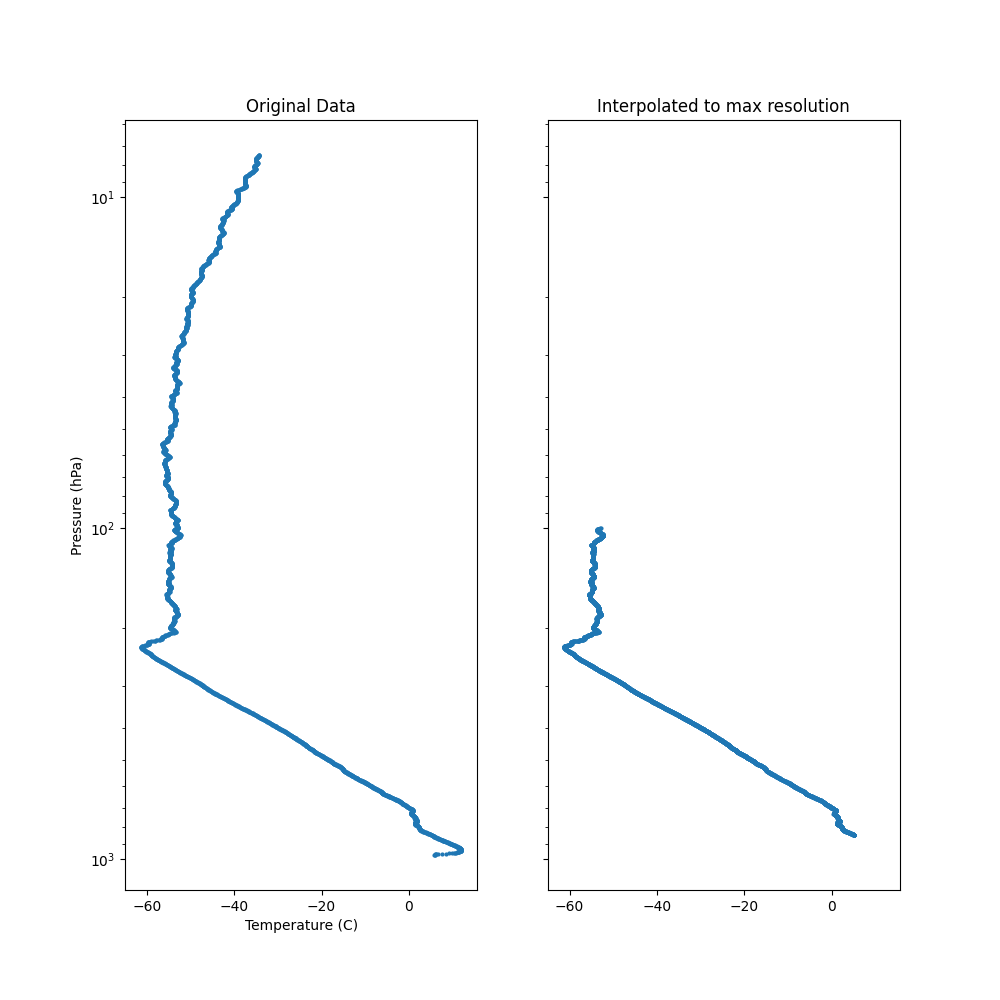 Original Data
Interpolated to max resolution
10¹
10²
10³
Pressure (hPa)
−60 −40 −20 0
−60 −40 −20 0
Temperature (C)